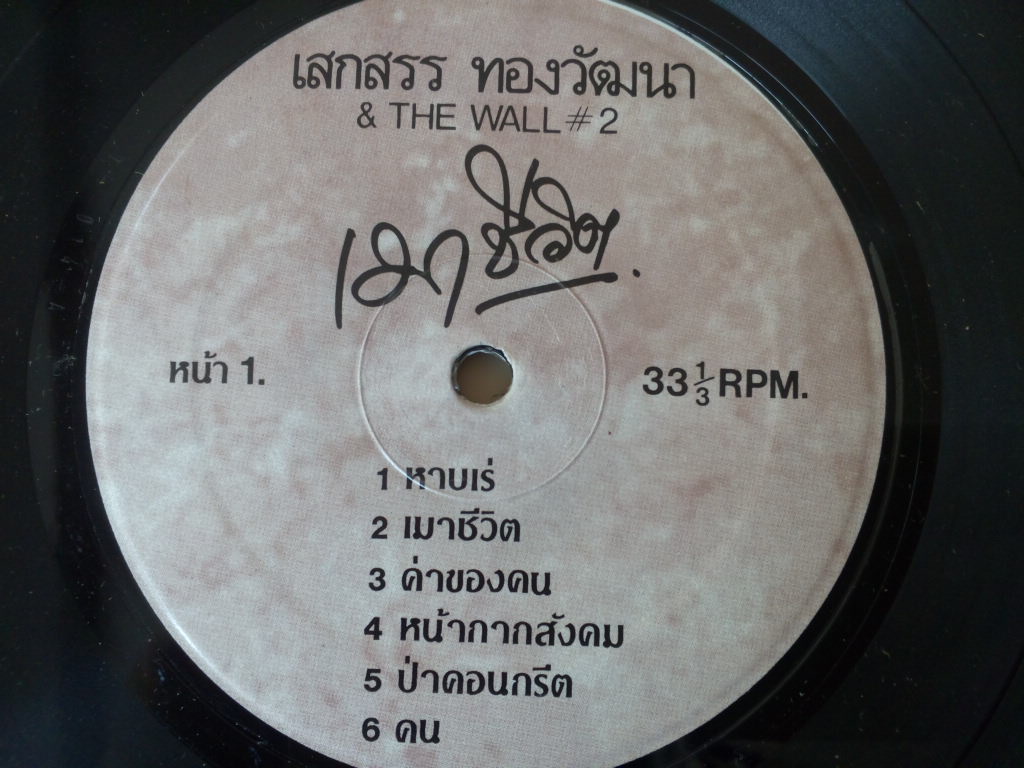 เสกสรร ทองวัฒนา
& THE WALL #2
เมาชีวิต.
หน้า 1.
33 1/3 RPM.
1 หาบเร่
2 เมาชีวิต
3 ค่าของคน
4 หน้ากากสังคม
5 ป่าคอนกรีต
6 คน